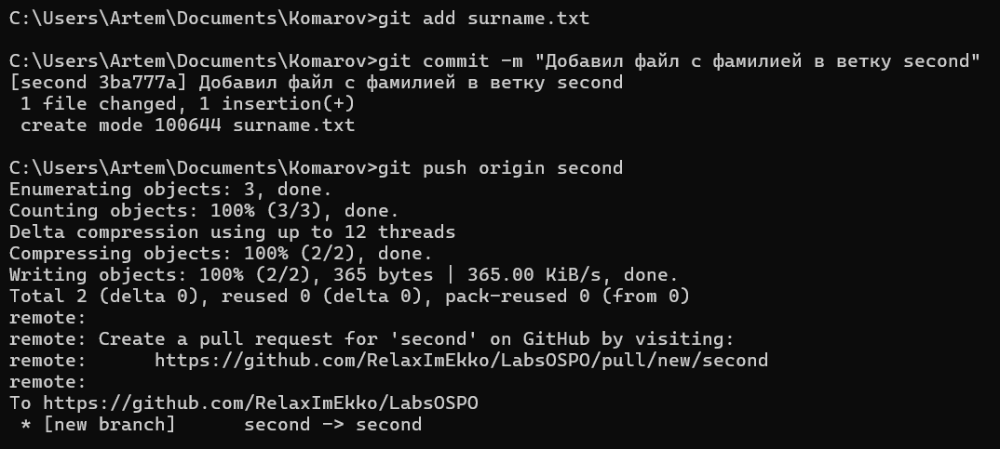 C:\Users\Artem\Documents\Komarov>git add surname.txt
C:\Users\Artem\Documents\Komarov>git commit -m "Добавил файл с фамилией в ветку second"
[second 3ba777a] Добавил файл с фамилией в ветку second
 1 file changed, 1 insertion(+)
 create mode 100644 surname.txt
C:\Users\Artem\Documents\Komarov>git push origin second
Enumerating objects: 3, done.
Counting objects: 100% (3/3), done.
Delta compression using up to 12 threads
Compressing objects: 100% (2/2), done.
Writing objects: 100% (2/2), 365 bytes | 365.00 KiB/s, done.
Total 2 (delta 0), reused 0 (delta 0), pack-reused 0 (from 0)
remote:
remote: Create a pull request for 'second' on GitHub by visiting:
remote:      https://github.com/RelaxImEkko/LabsOSPO/pull/new/second
remote:
To https://github.com/RelaxImEkko/LabsOSPO
 * [new branch]      second -> second